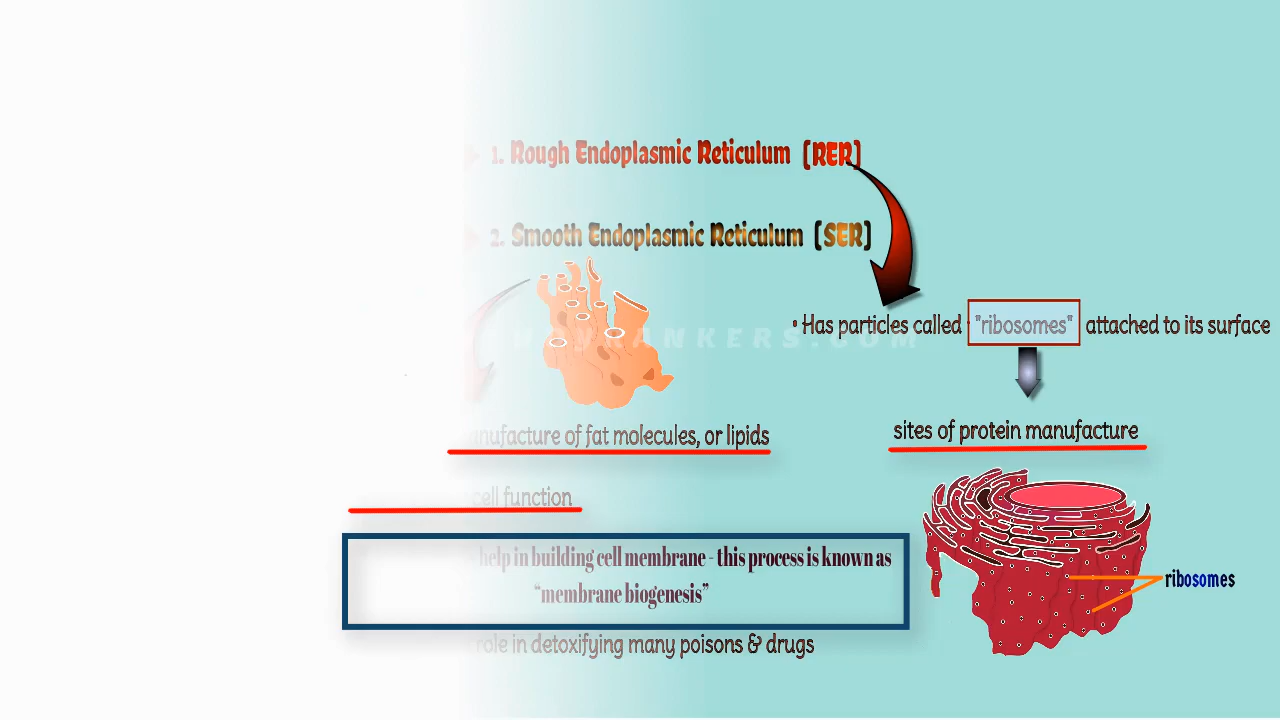 1. Rough Endoplasmic Reticulum (RER)
2. Smooth Endoplasmic Reticulum (SER)
• Has particles called "ribosomes" attached to its surface
of fat molecules, or lipids
sites of protein manufacture
cell function
help in building cell membrane - this process is known as
“membrane biogenesis”
ribosomes
role in detoxifying many poisons & drugs